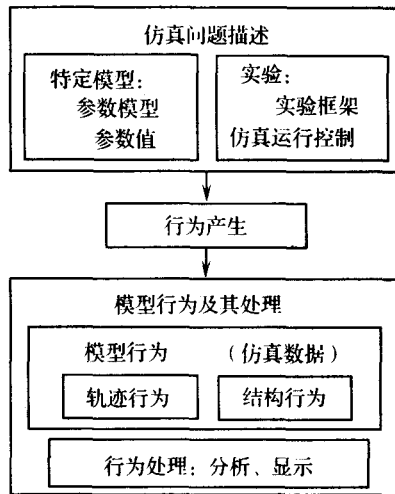 仿真问题描述
特定模型：
参数模型
参数值
实验：
实验框架
仿真运行控制
行为产生
模型行为及其处理
模型行为 （仿真数据）
轨迹行为
结构行为
行为处理：分析、显示